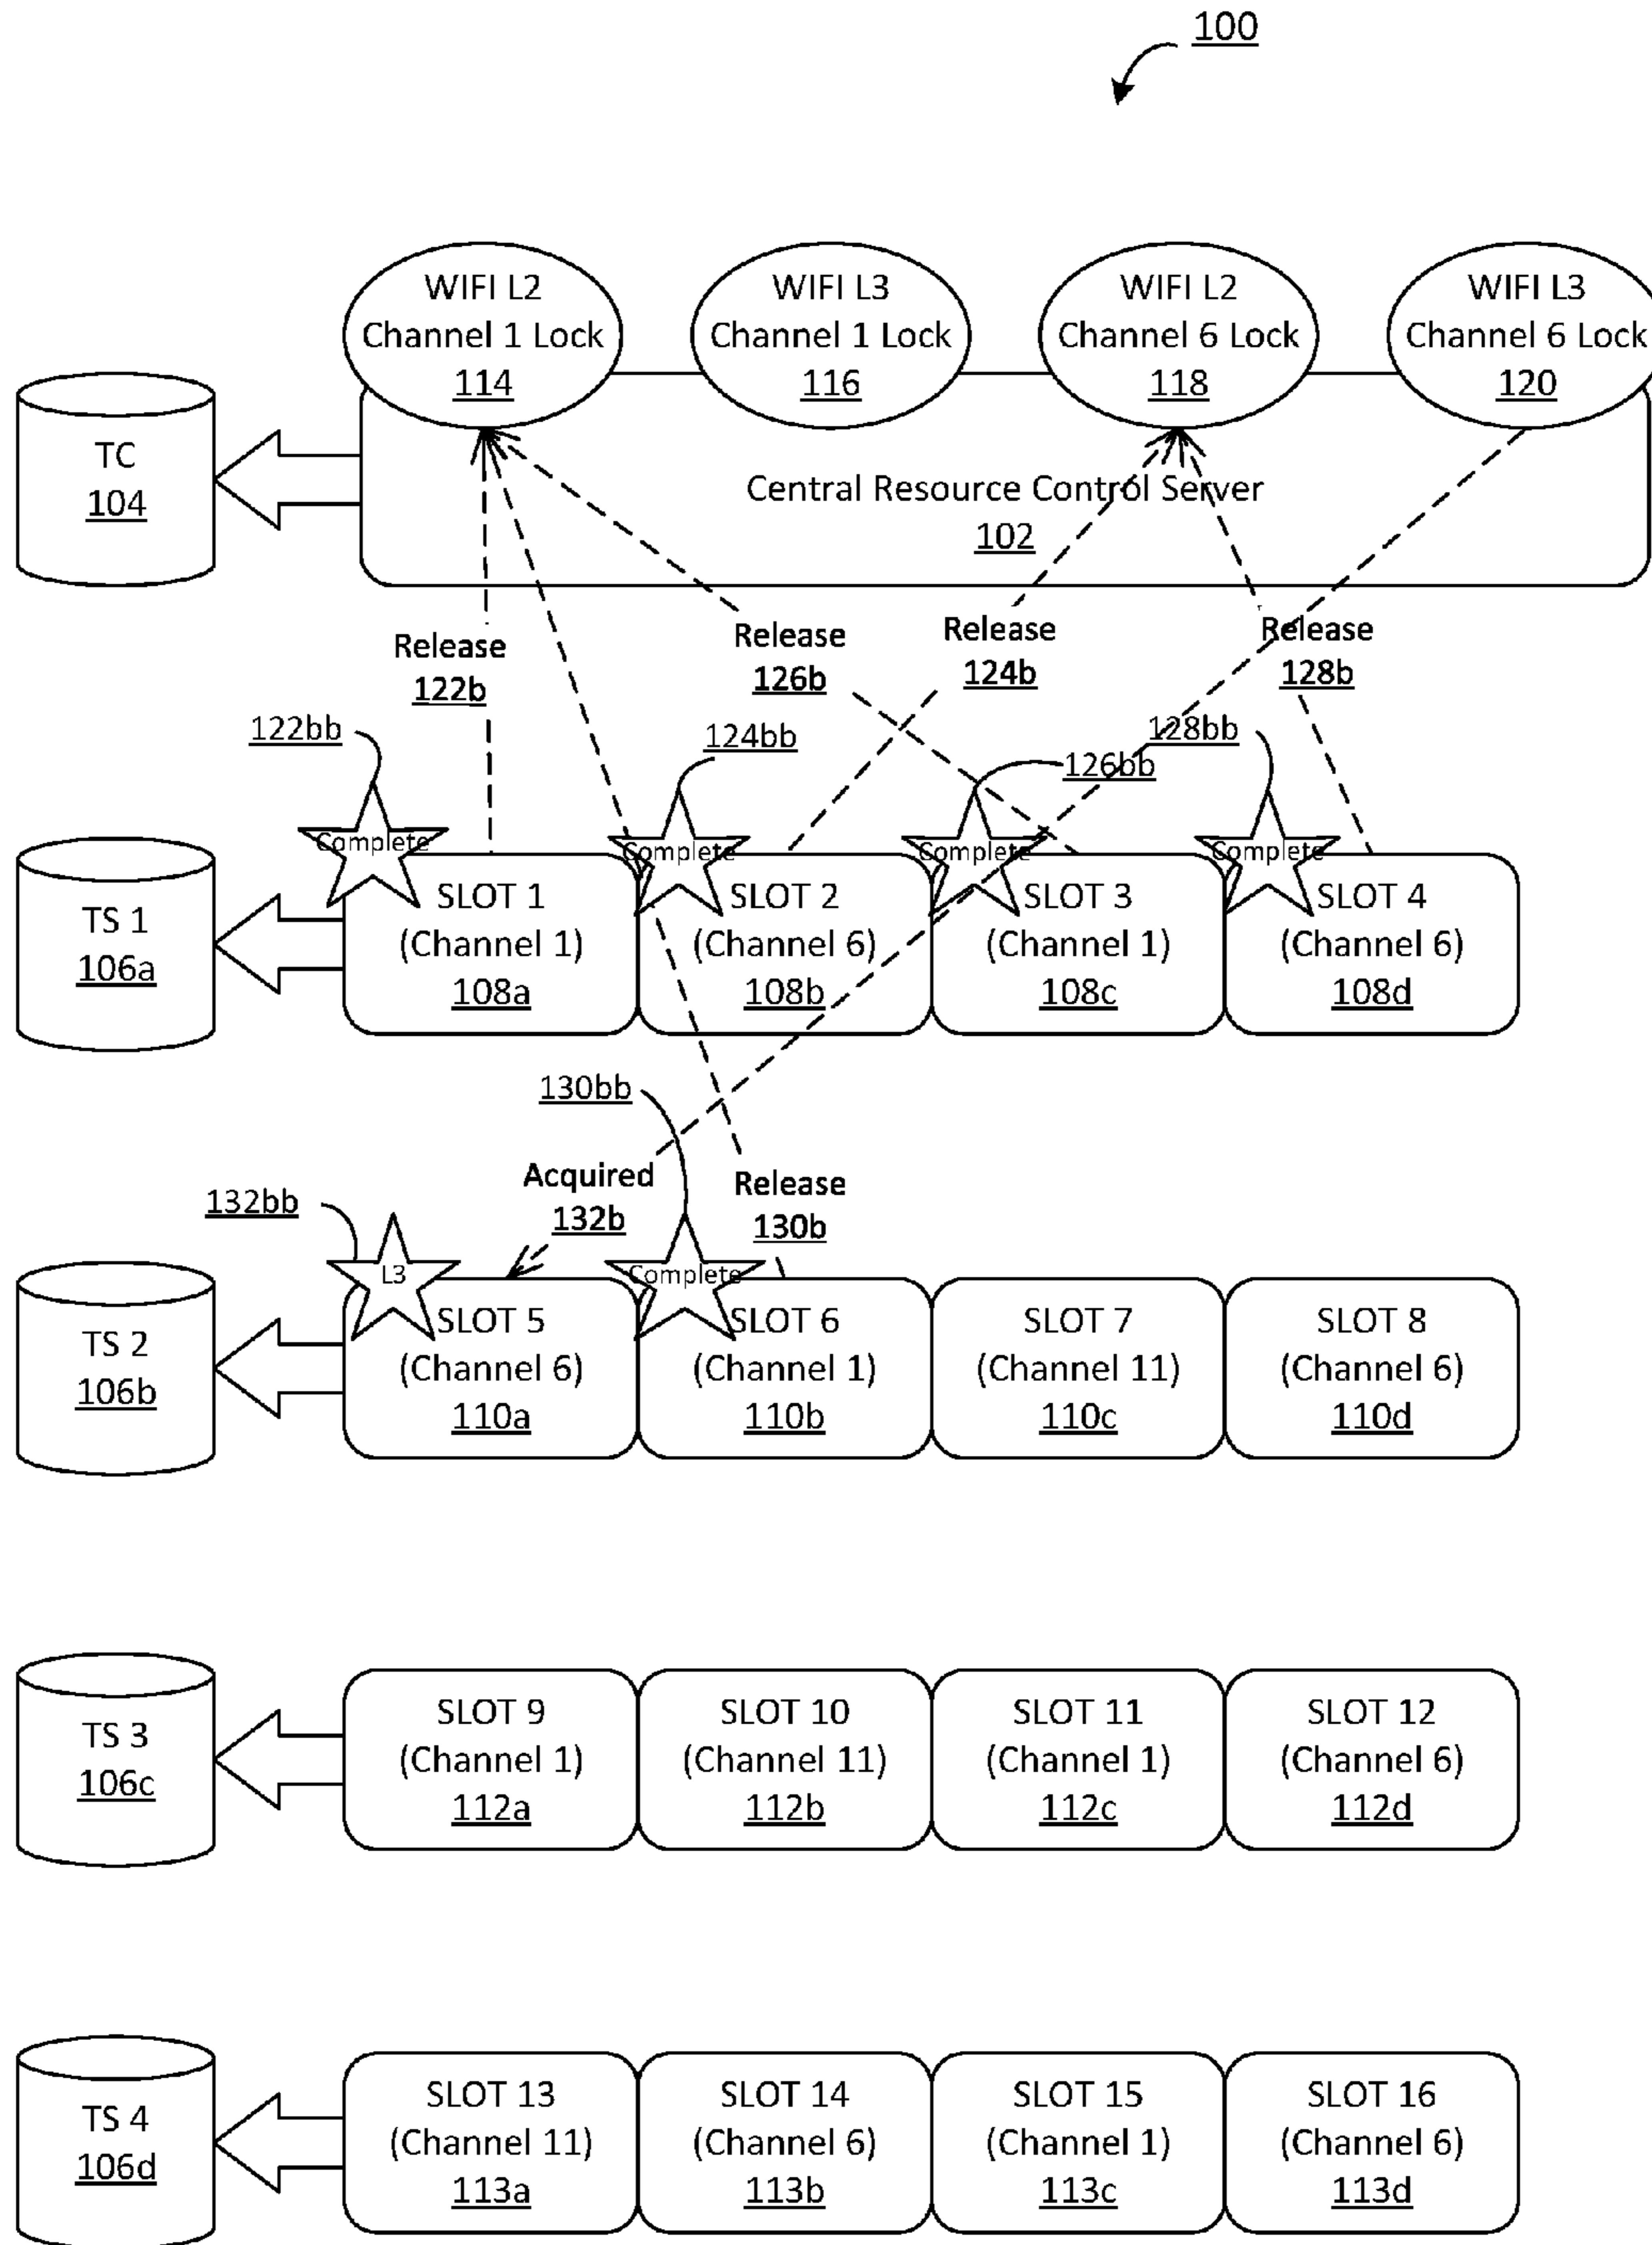 100
WIFI L2
Channel 1 Lock
114
WIFI L3
Channel 1 Lock
116
WIFI L2
Channel 6 Lock
118
WIFI L3
Channel 6 Lock
120
TC
104
Central Resource Control Server
102
Release
122b
Release
126b
Release
124b
Release
128b
122bb
124bb
126bb
128bb
Complete
Complete
Complete
Complete
TS 1
106a
SLOT 1
(Channel 1)
108a
SLOT 2
(Channel 6)
108b
SLOT 3
(Channel 1)
108c
SLOT 4
(Channel 6)
108d
130bb
Acquired
132b
Release
130b
132bb
L3
Complete
TS 2
106b
SLOT 5
(Channel 6)
110a
SLOT 6
(Channel 1)
110b
SLOT 7
(Channel 11)
110c
SLOT 8
(Channel 6)
110d
TS 3
106c
SLOT 9
(Channel 1)
112a
SLOT 10
(Channel 11)
112b
SLOT 11
(Channel 1)
112c
SLOT 12
(Channel 6)
112d
TS 4
106d
SLOT 13
(Channel 11)
113a
SLOT 14
(Channel 6)
113b
SLOT 15
(Channel 1)
113c
SLOT 16
(Channel 6)
113d